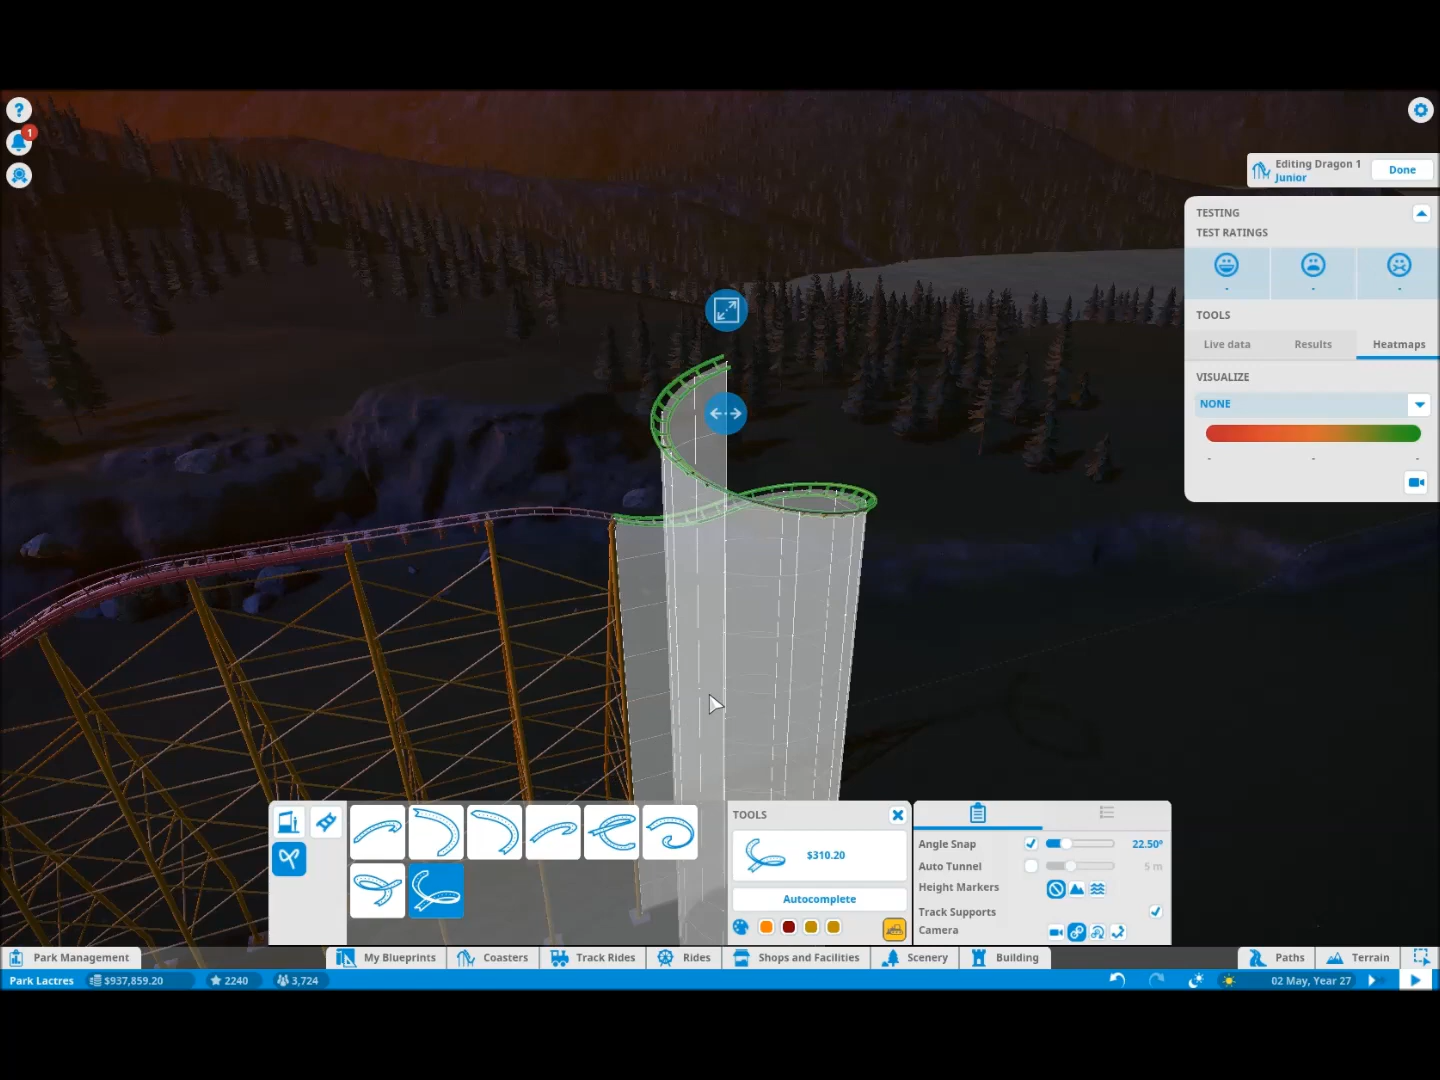 ?
1
Editing Dragon 1
Junior
Done
TESTING
TEST RATINGS
- - -
TOOLS
Live data Results Heatmaps
VISUALIZE
NONE
- - -
TOOLS
$310.20
Autocomplete
Angle Snap 22.50°
Auto Tunnel 5 m
Height Markers
Track Supports
Camera
Park Management My Blueprints Coasters Track Rides Rides Shops and Facilities Scenery Building Paths Terrain
Park Lactres $937,859.20 2240 3,724 02 May, Year 27